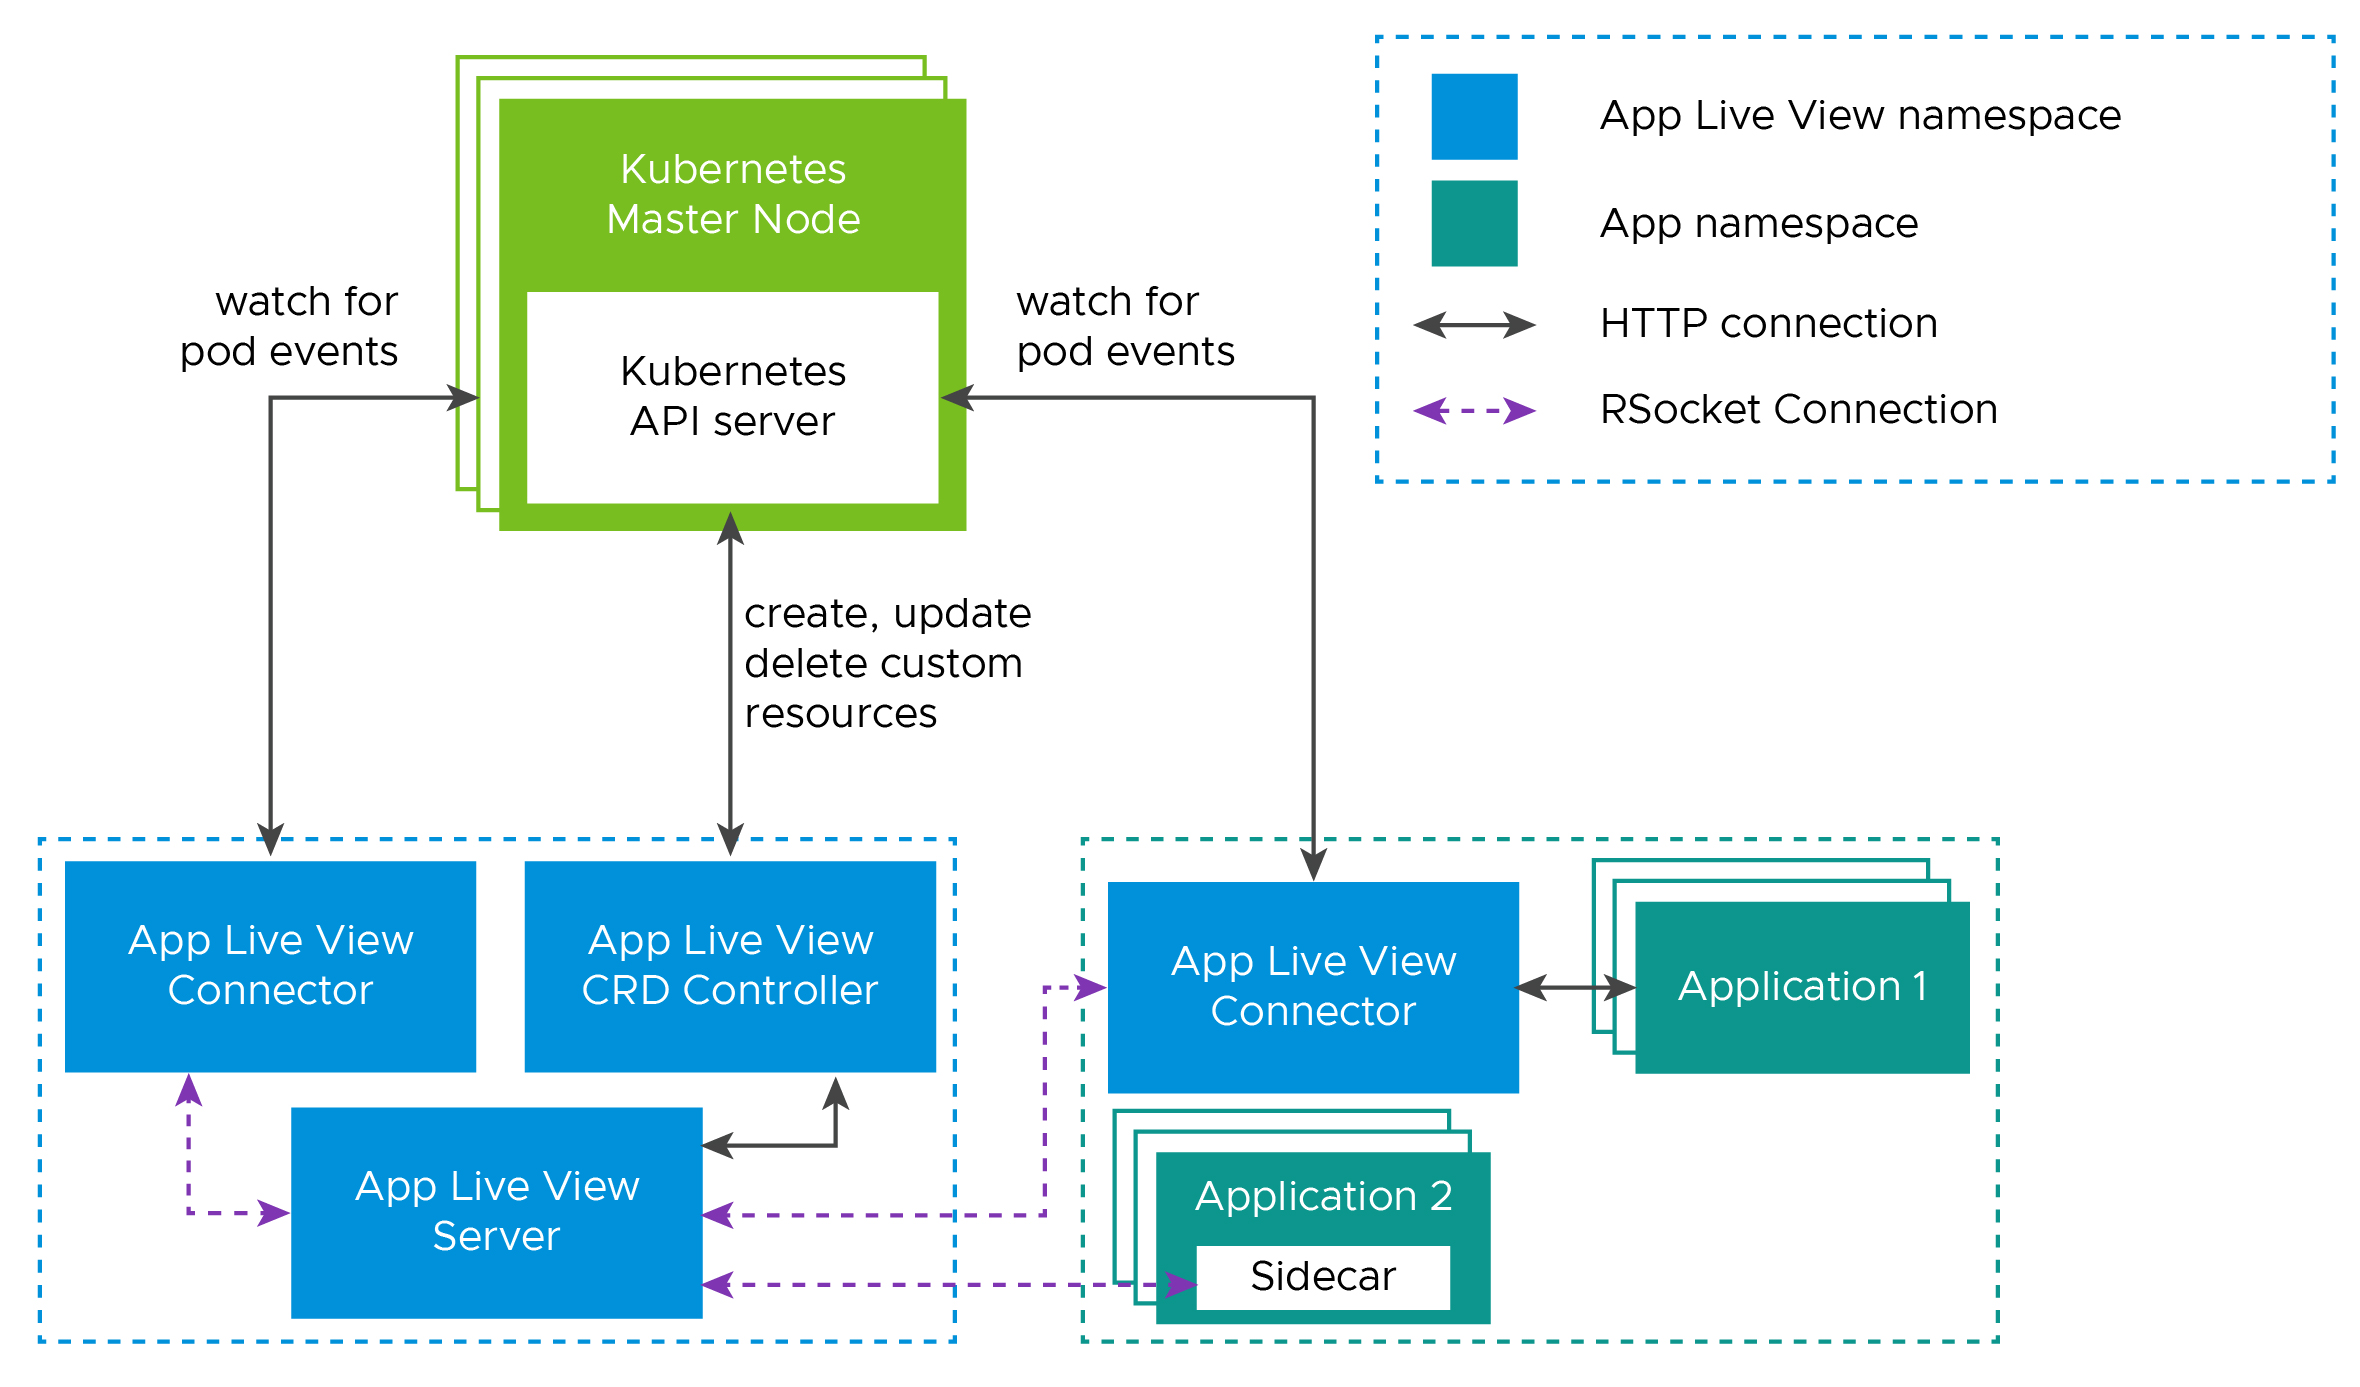 Kubernetes
Master Node
Kubernetes
API server
watch for
pod events
watch for
pod events
create, update
delete custom
resources
App Live View namespace
App namespace
HTTP connection
RSocket Connection
App Live View
Connector
App Live View
CRD Controller
App Live View
Server
App Live View
Connector
Application 1
Application 2
Sidecar